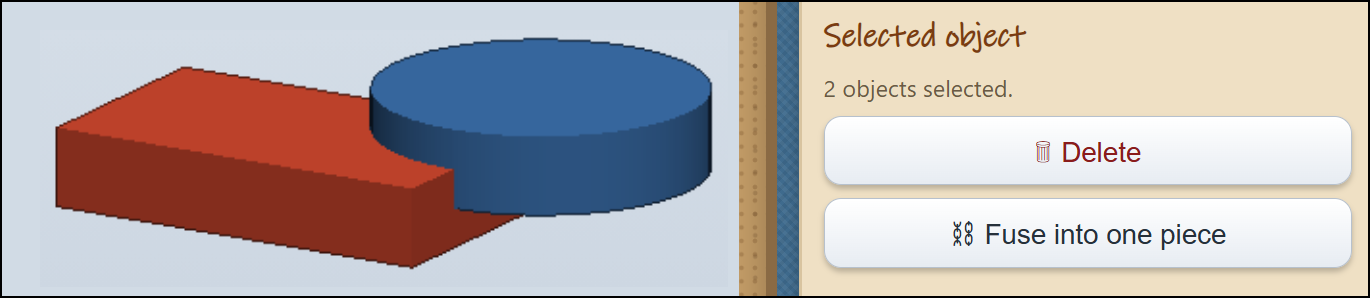 Selected object
2 objects selected.
🗑 Delete
⛓ Fuse into one piece